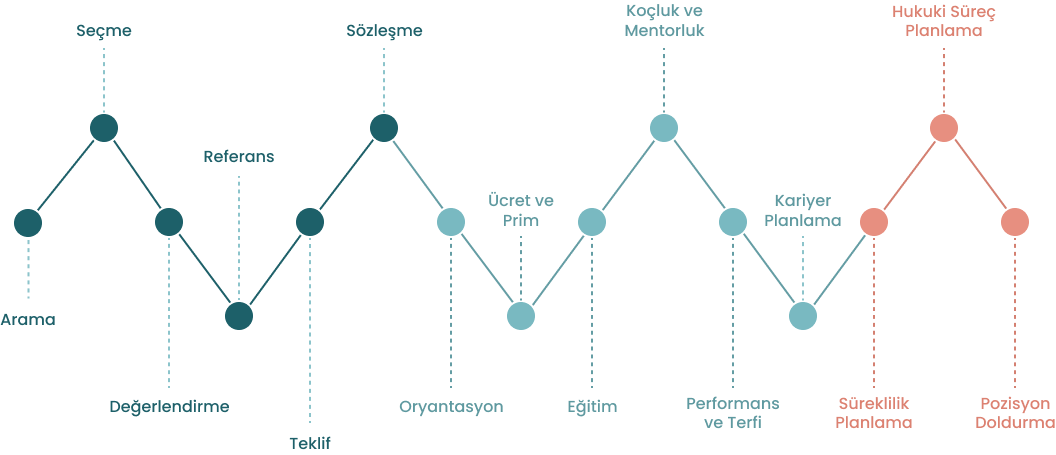 Arama
Seçme
Değerlendirme
Referans
Teklif
Sözleşme
Oryantasyon
Ücret ve
Prim
Eğitim
Koçluk ve
Mentorluk
Performans
ve Terfi
Kariyer
Planlama
Süreklilik
Planlama
Hukuki Süreç
Planlama
Pozisyon
Doldurma